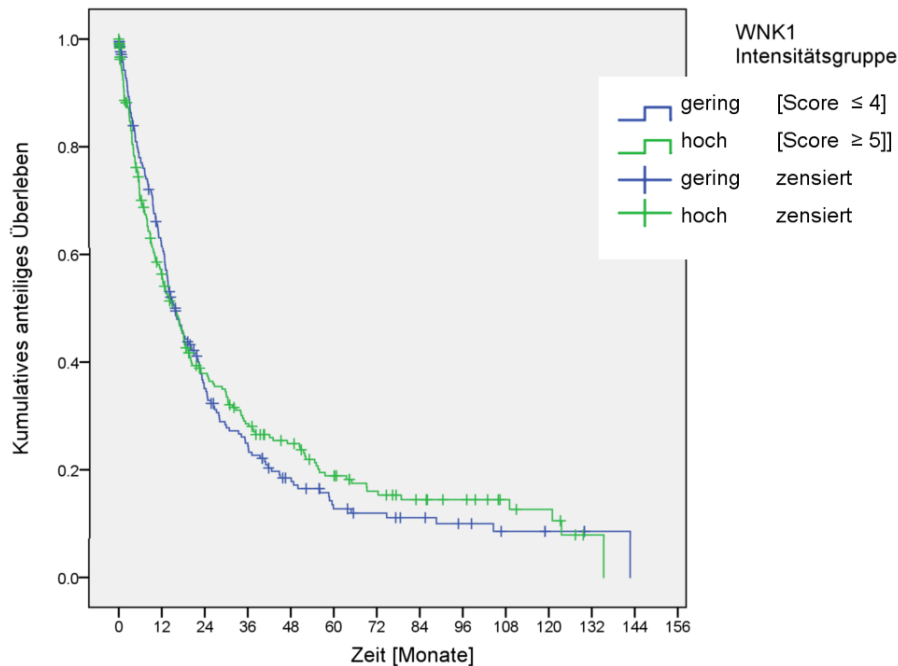 WNK1
Intensitätsgruppe
gering [Score ≤ 4]
hoch [Score ≥ 5]]
gering zensiert
hoch zensiert
Kumulatives anteiliges Überleben
1.0
0.8
0.6
0.4
0.2
0.0
0 12 24 36 48 60 72 84 96 108 120 132 144 156
Zeit [Monate]